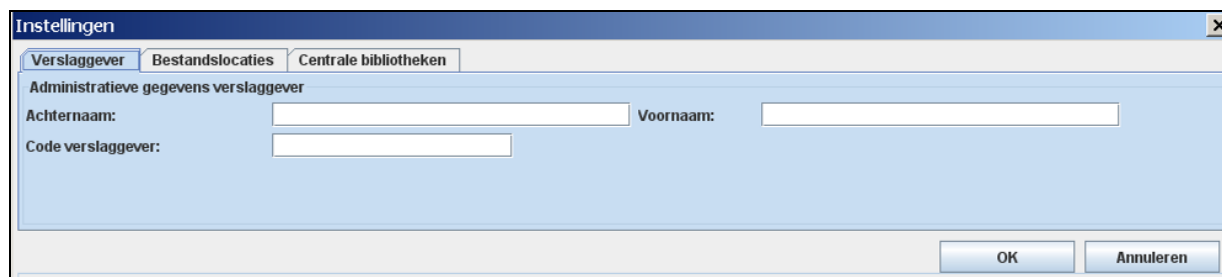 Instellingen
Verslaggever Bestandslocaties Centrale bibliotheken
Administratieve gegevens verslaggever
Achternaam: Voornaam:
Code verslaggever:
OK Annuleren